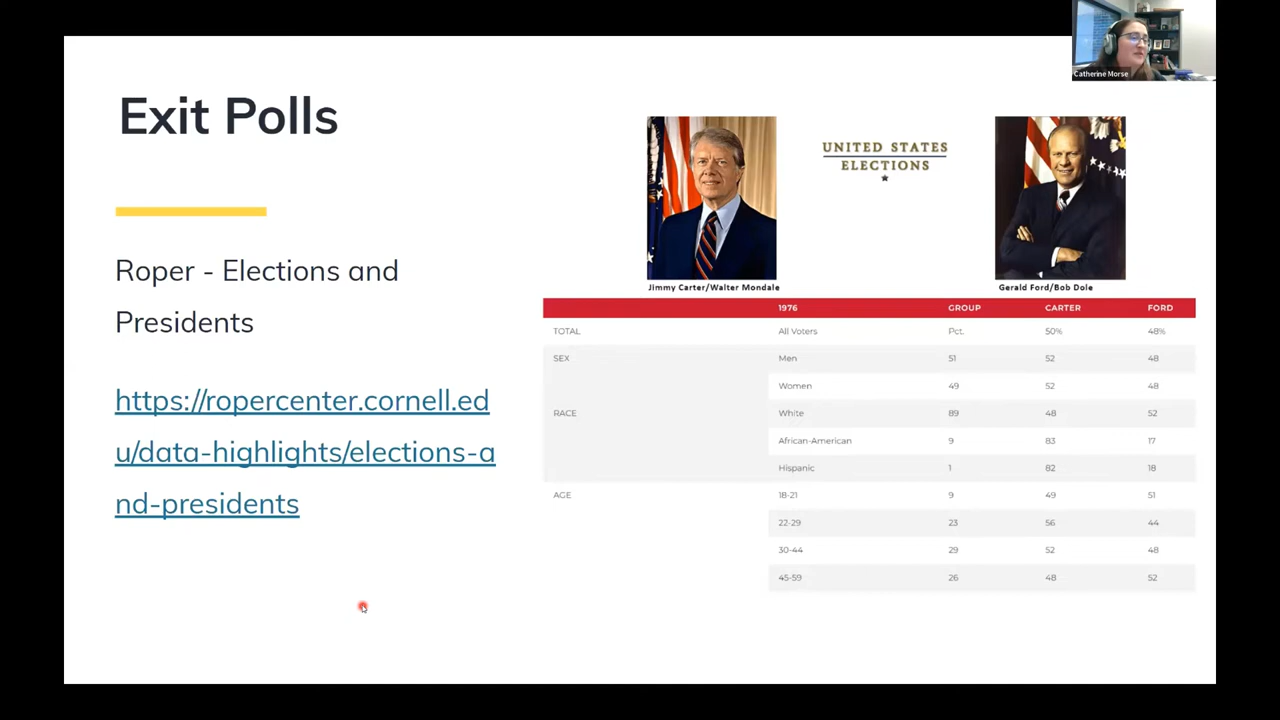 Catherine Morse
Exit Polls
Roper - Elections and
Presidents
https://ropercenter.cornell.ed
u/data-highlights/elections-a
nd-presidents
UNITED STATES
ELECTIONS
Jimmy Carter/Walter Mondale
Gerald Ford/Bob Dole
1976 GROUP CARTER FORD
TOTAL All Voters Pct. 50% 48%
SEX Men 51 52 48
Women 49 52 48
RACE White 89 48 52
African-American 9 83 17
Hispanic 1 82 18
AGE 18-21 9 49 51
22-29 23 56 44
30-44 29 52 48
45-59 26 48 52